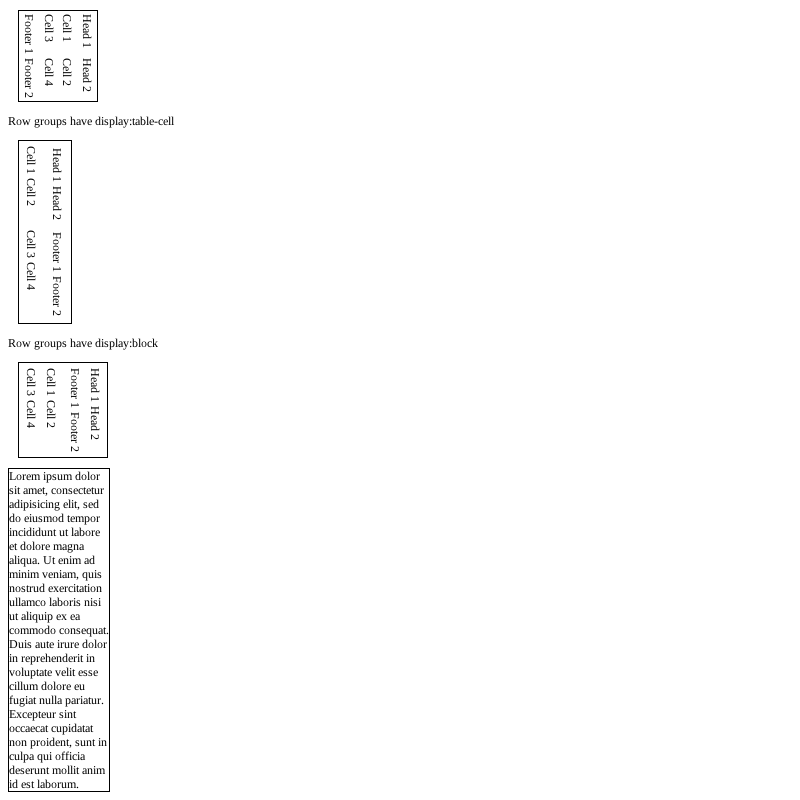 Head 1 Head 2
Cell 1 Cell 2
Cell 3 Cell 4
Footer 1 Footer 2
Row groups have display:table-cell
Head 1 Head 2 Footer 1 Footer 2
Cell 1 Cell 2 Cell 3 Cell 4
Row groups have display:block
Head 1 Head 2
Footer 1 Footer 2
Cell 1 Cell 2
Cell 3 Cell 4
Lorem ipsum dolor
sit amet, consectetur
adipisicing elit, sed
do eiusmod tempor
incididunt ut labore
et dolore magna
aliqua. Ut enim ad
minim veniam, quis
nostrud exercitation
ullamco laboris nisi
ut aliquip ex ea
commodo consequat.
Duis aute irure dolor
in reprehenderit in
voluptate velit esse
cillum dolore eu
fugiat nulla pariatur.
Excepteur sint
occaecat cupidatat
non proident, sunt in
culpa qui officia
deserunt mollit anim
id est laborum.